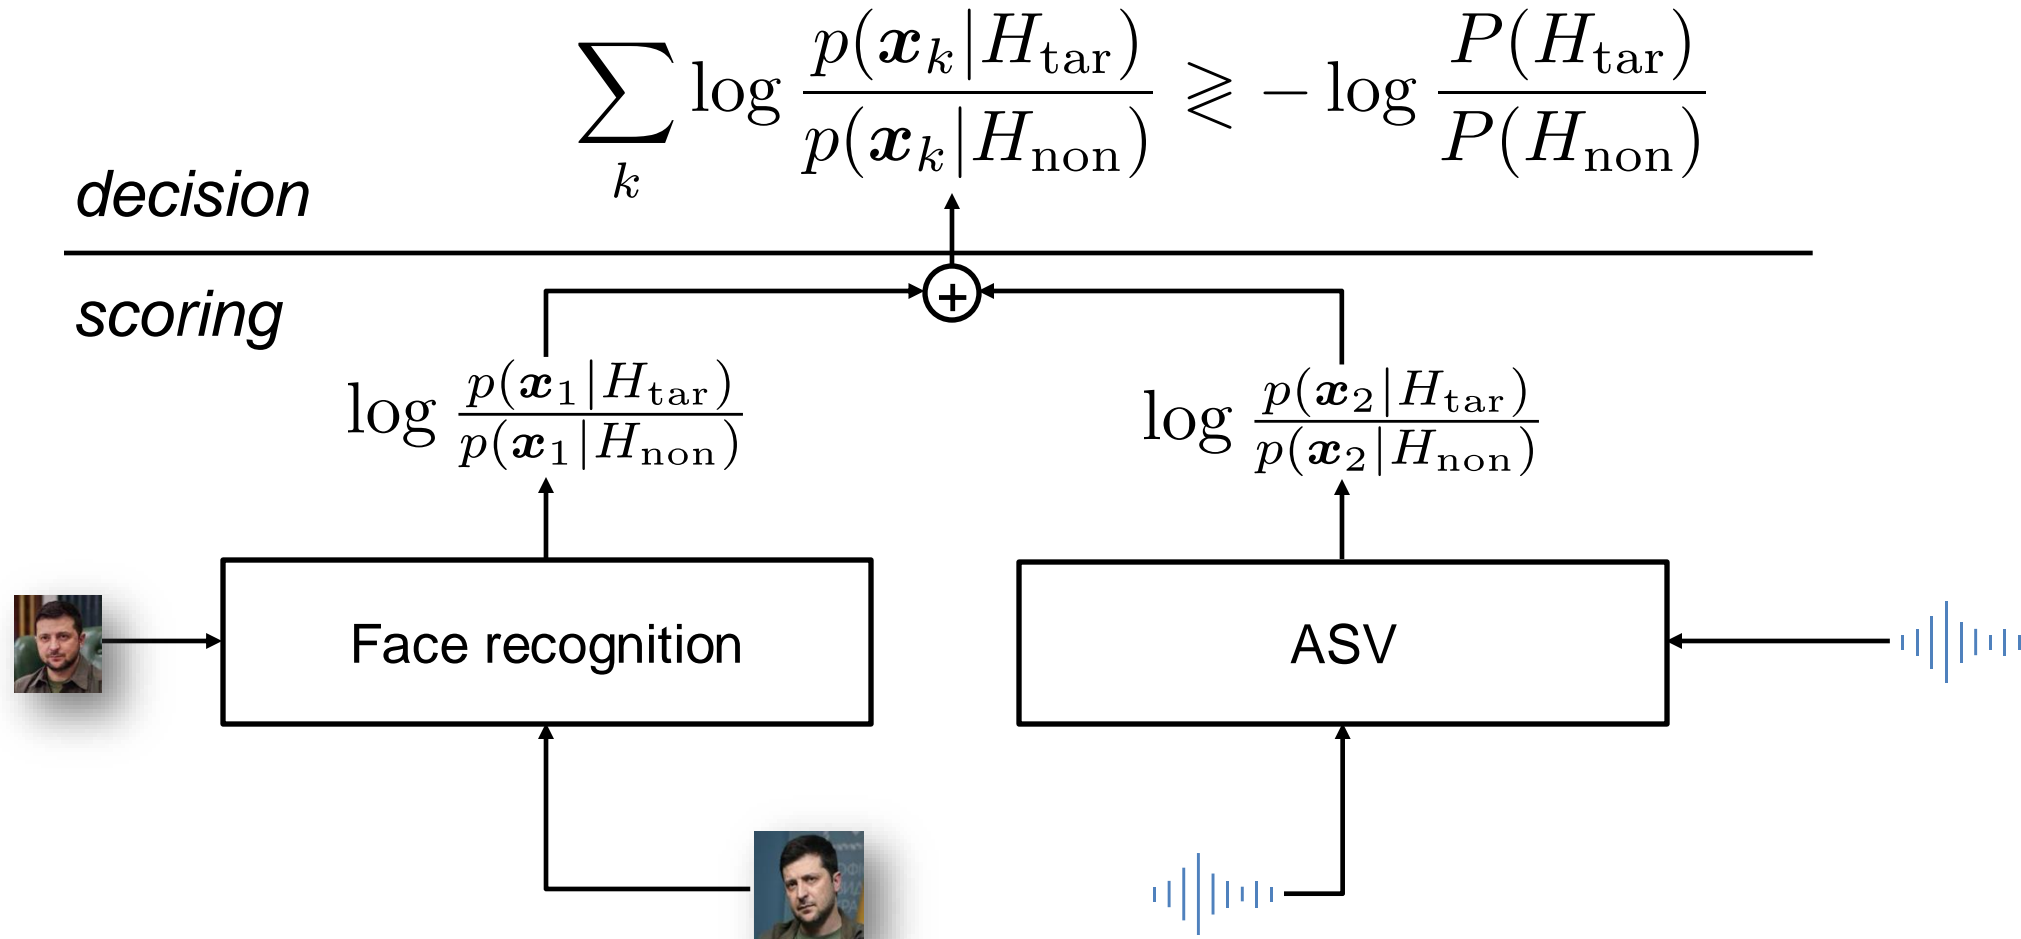 ∑_k log p(x_k|H_tar) / p(x_k|H_non) ≷ − log P(H_tar) / P(H_non)
decision
scoring
+
log p(x_1|H_tar) / p(x_1|H_non)
log p(x_2|H_tar) / p(x_2|H_non)
Face recognition
ASV